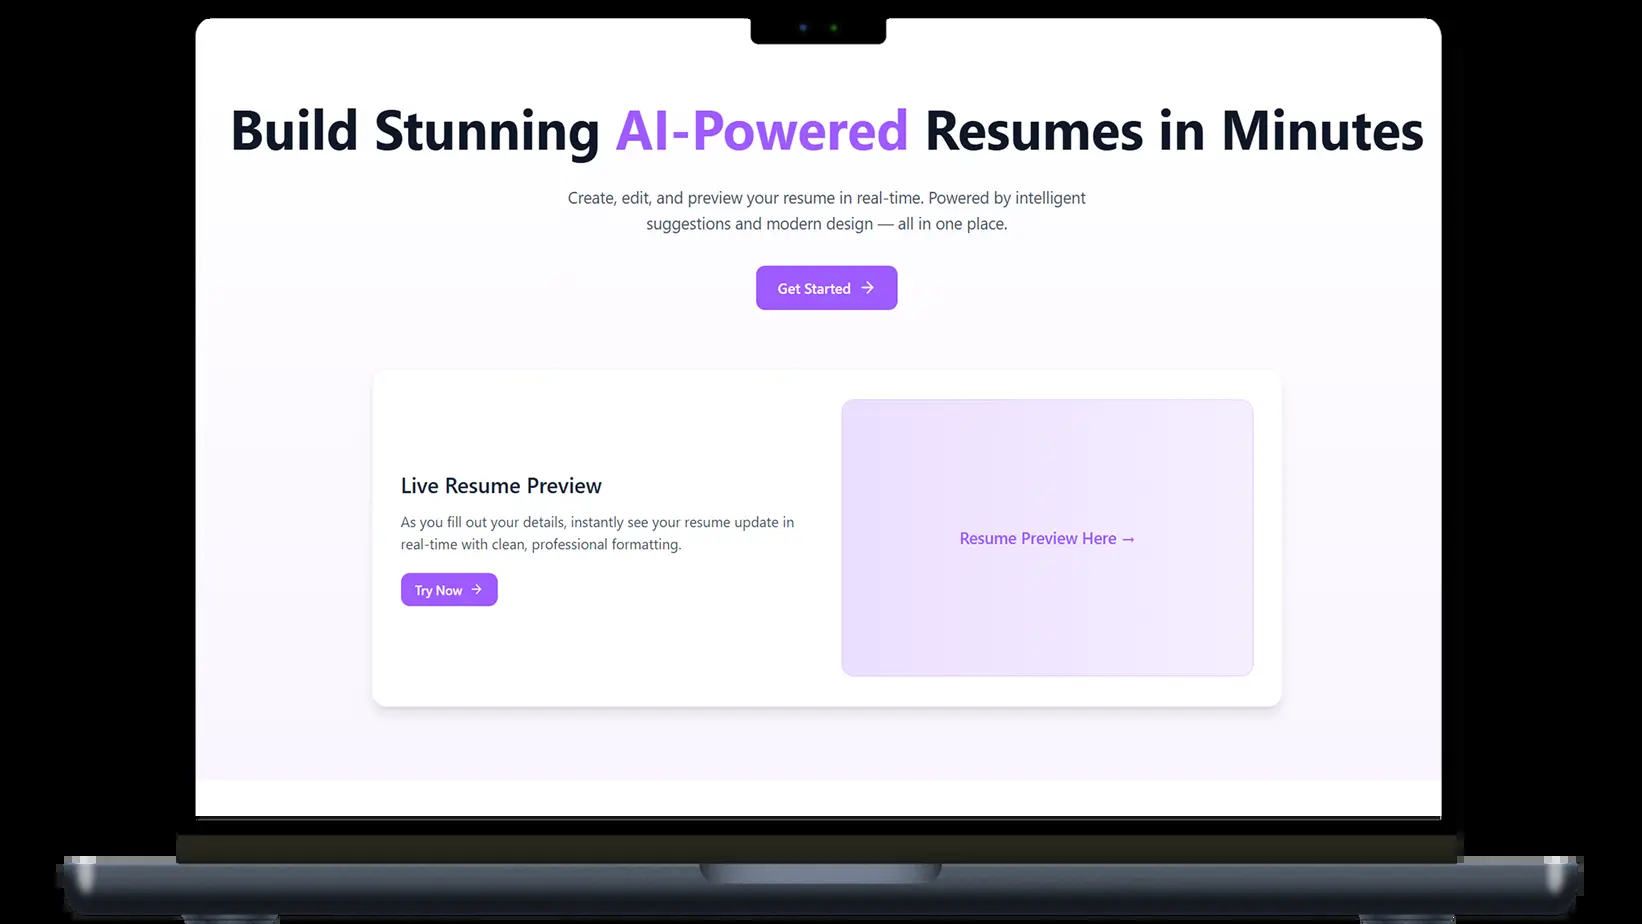 Build Stunning AI-Powered Resumes in Minutes
Create, edit, and preview your resume in real-time. Powered by intelligent
suggestions and modern design — all in one place.
Get Started →
Live Resume Preview
As you fill out your details, instantly see your resume update in
real-time with clean, professional formatting.
Try Now →
Resume Preview Here →